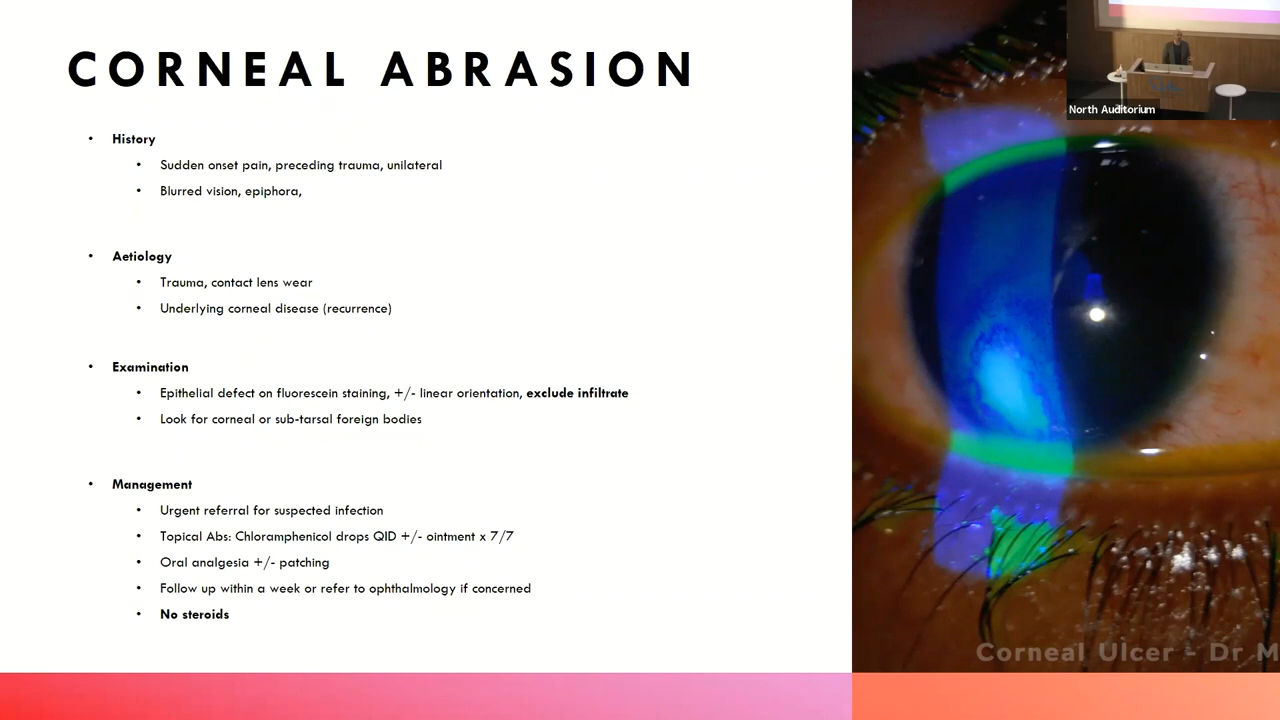 CORNEAL ABRASION
• History
• Sudden onset pain, preceding trauma, unilateral
• Blurred vision, epiphora,
• Aetiology
• Trauma, contact lens wear
• Underlying corneal disease (recurrence)
• Examination
• Epithelial defect on fluorescein staining, +/- linear orientation, exclude infiltrate
• Look for corneal or sub-tarsal foreign bodies
• Management
• Urgent referral for suspected infection
• Topical Abs: Chloramphenicol drops QID +/- ointment x 7/7
• Oral analgesia +/- patching
• Follow up within a week or refer to ophthalmology if concerned
• No steroids
North Auditorium
Corneal Ulcer - Dr M